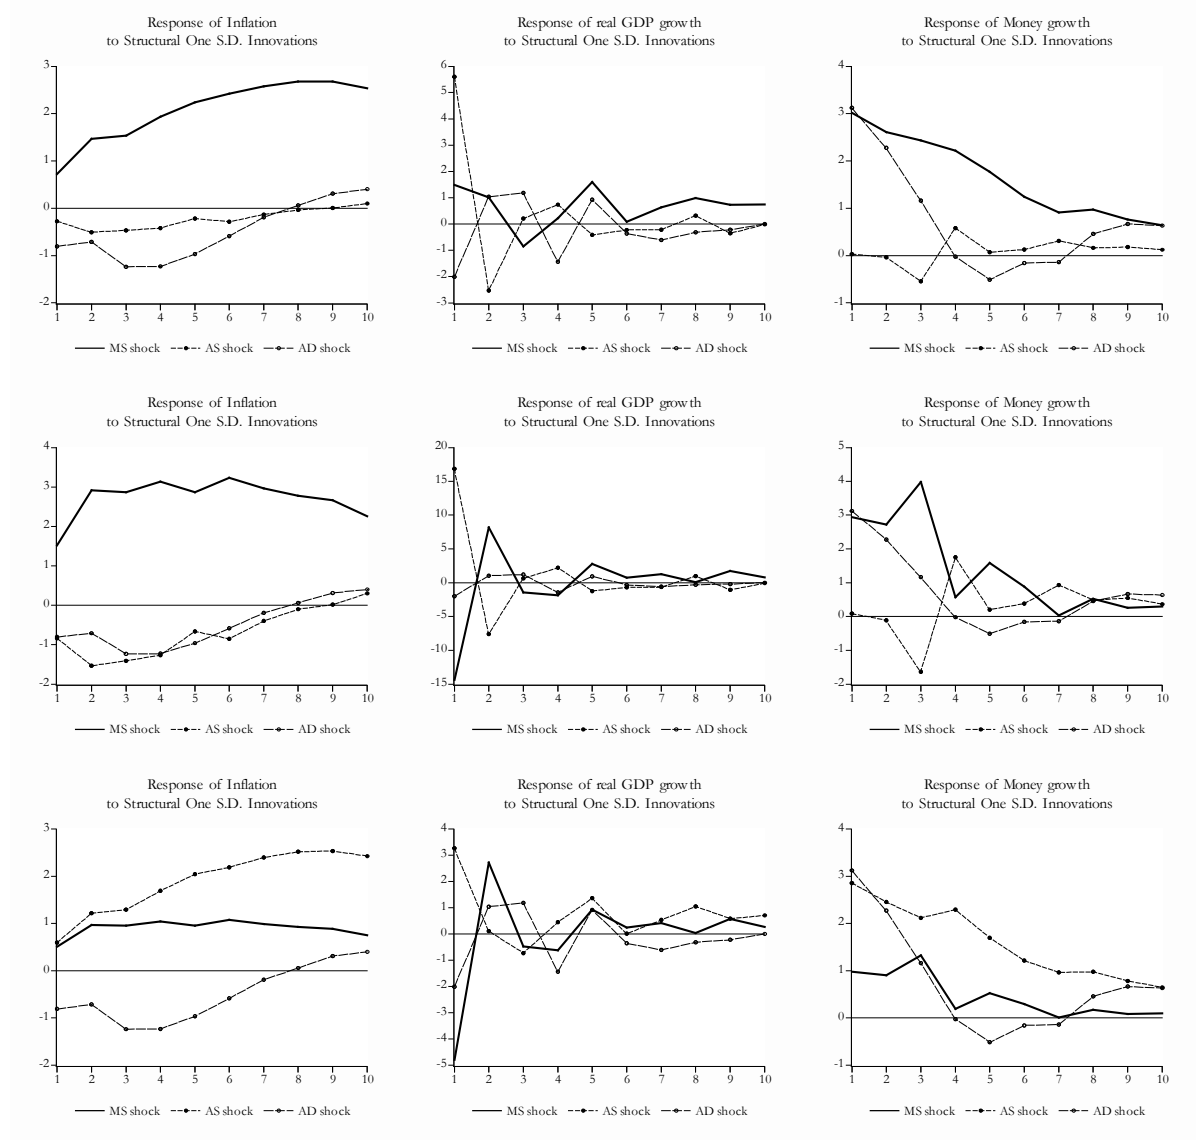 Response of Inflation
to Structural One S.D. Innovations
3
2
1
0
-1
-2
1 2 3 4 5 6 7 8 9 10
MS shock AS shock AD shock
Response of real GDP growth
to Structural One S.D. Innovations
6
5
4
3
2
1
0
-1
-2
-3
1 2 3 4 5 6 7 8 9 10
MS shock AS shock AD shock
Response of Money growth
to Structural One S.D. Innovations
4
3
2
1
0
-1
1 2 3 4 5 6 7 8 9 10
MS shock AS shock AD shock
Response of Inflation
to Structural One S.D. Innovations
4
3
2
1
0
-1
-2
1 2 3 4 5 6 7 8 9 10
MS shock AS shock AD shock
Response of real GDP growth
to Structural One S.D. Innovations
20
15
10
5
0
-5
-10
-15
1 2 3 4 5 6 7 8 9 10
MS shock AS shock AD shock
Response of Money growth
to Structural One S.D. Innovations
5
4
3
2
1
0
-1
-2
1 2 3 4 5 6 7 8 9 10
MS shock AS shock AD shock
Response of Inflation
to Structural One S.D. Innovations
3
2
1
0
-1
-2
1 2 3 4 5 6 7 8 9 10
MS shock AS shock AD shock
Response of real GDP growth
to Structural One S.D. Innovations
4
3
2
1
0
-1
-2
-3
-4
-5
1 2 3 4 5 6 7 8 9 10
MS shock AS shock AD shock
Response of Money growth
to Structural One S.D. Innovations
4
3
2
1
0
-1
1 2 3 4 5 6 7 8 9 10
MS shock AS shock AD shock